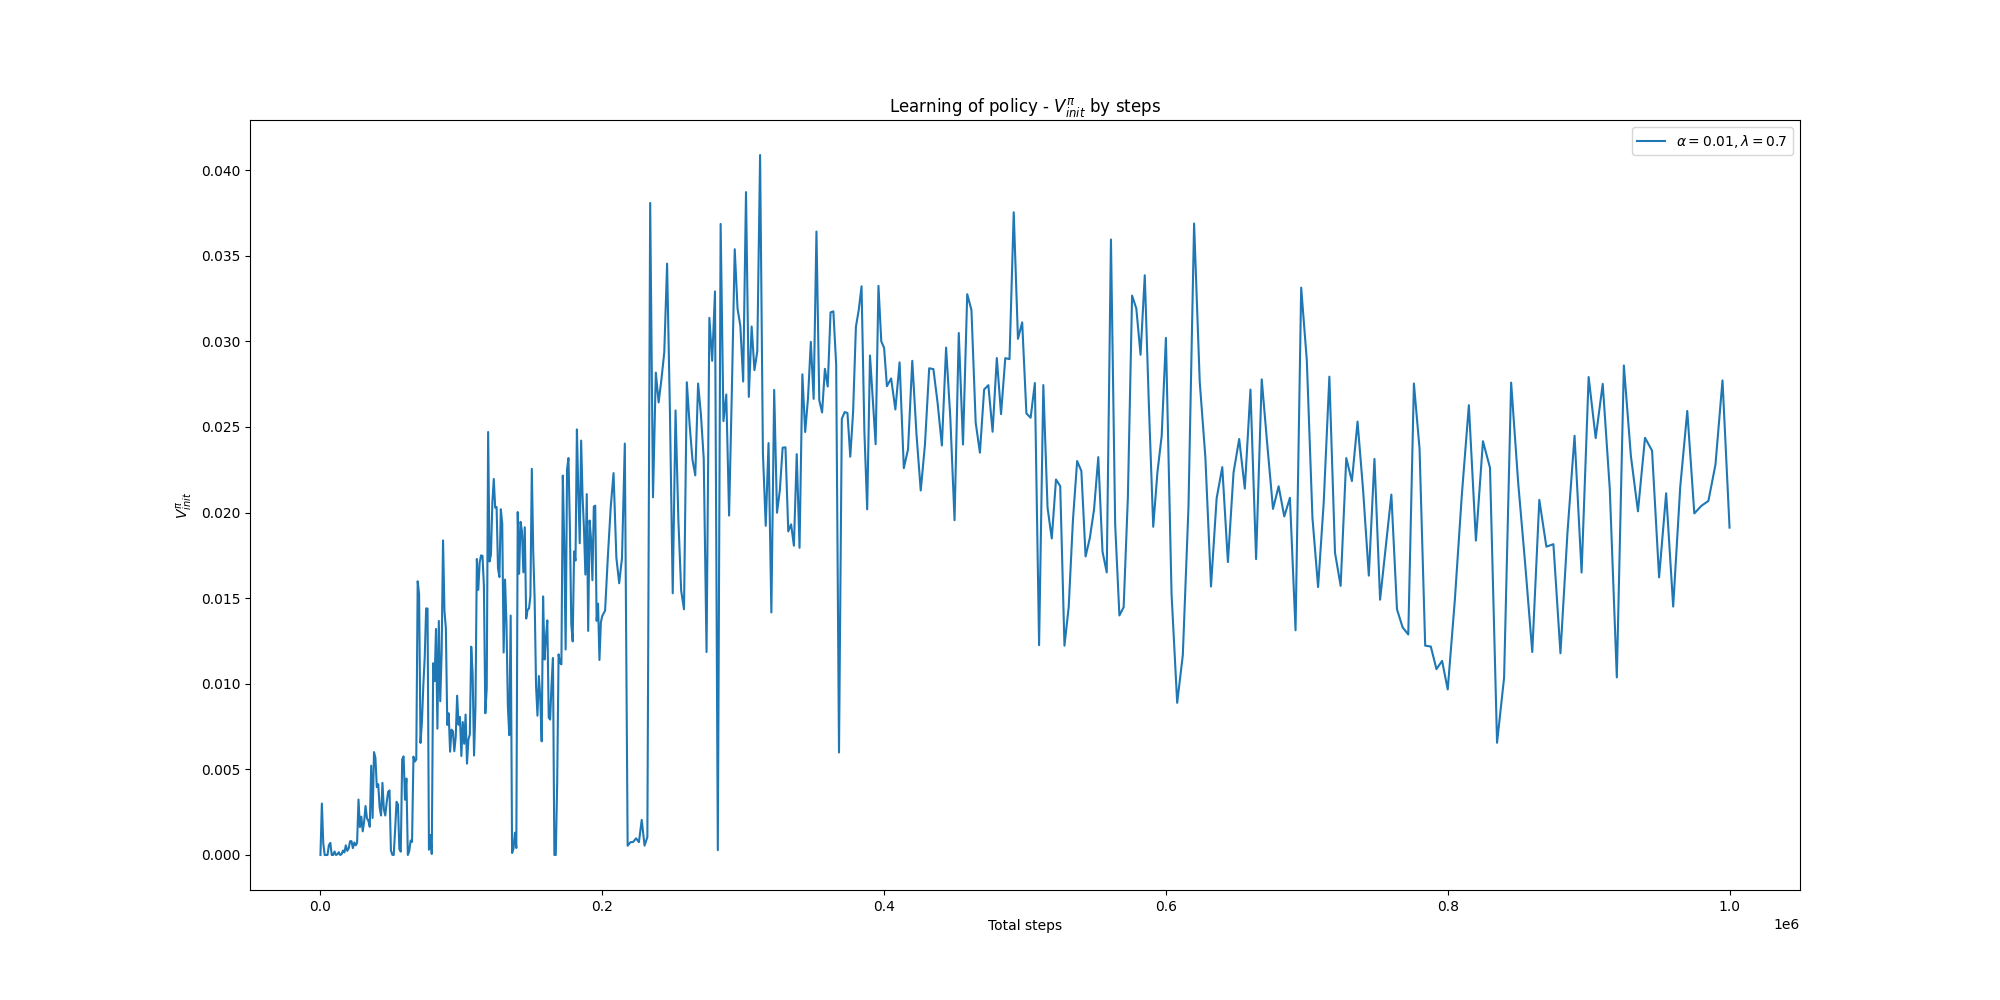 Learning of policy - $V_{init}^{\pi}$ by steps
α = 0.01, λ = 0.7
0.040
0.035
0.030
0.025
0.020
0.015
0.010
0.005
0.000
$V_{init}^{\pi}$
0.0 0.2 0.4 0.6 0.8 1.0
Total steps
1e6